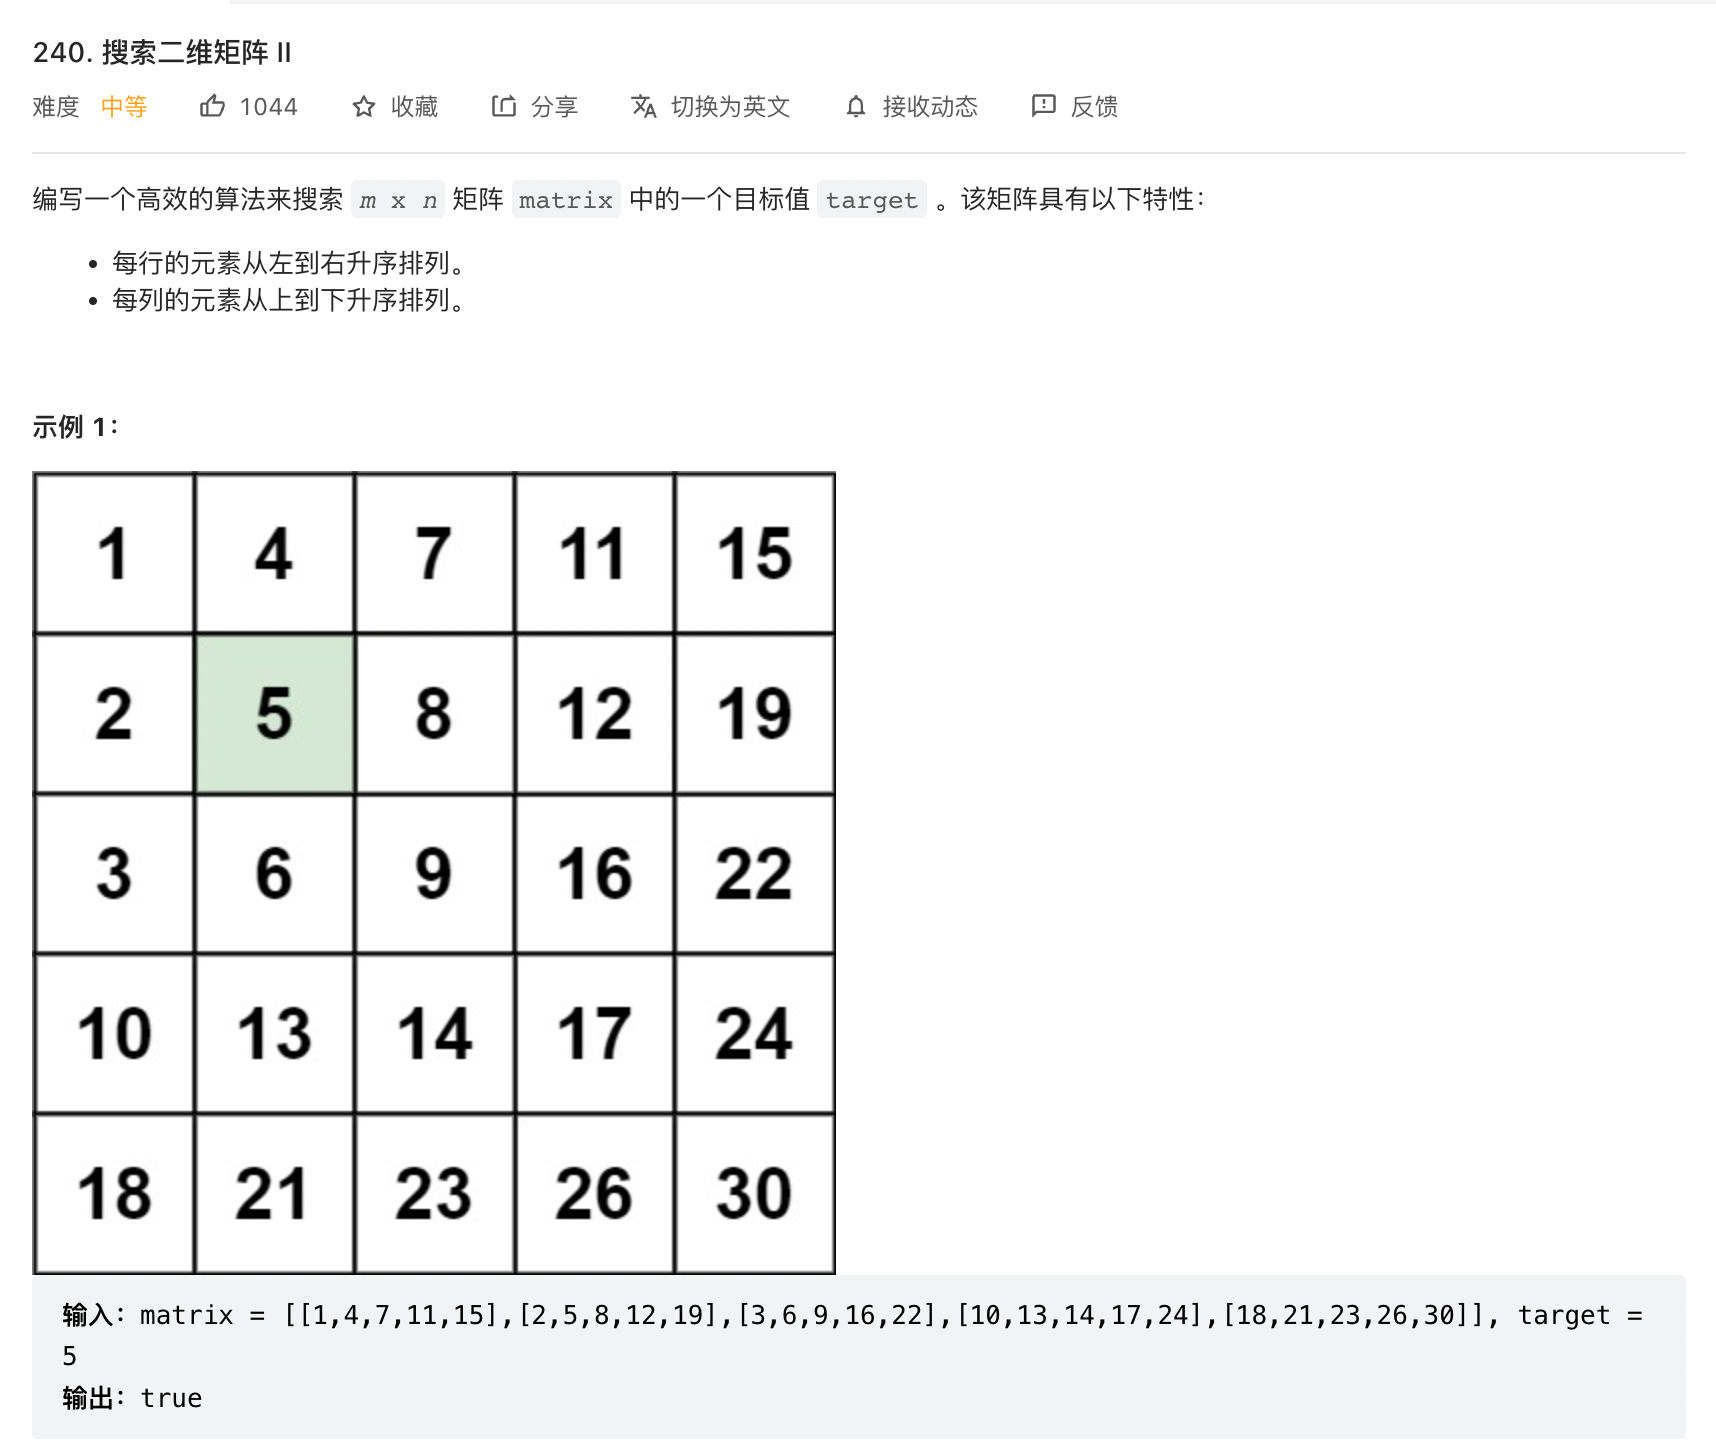 240. 搜索二维矩阵 II
难度 中等 1044 收藏 分享 切换为英文 接收动态 反馈
编写一个高效的算法来搜索 m x n 矩阵 matrix 中的一个目标值 target 。该矩阵具有以下特性：
• 每行的元素从左到右升序排列。
• 每列的元素从上到下升序排列。
示例 1：
1 4 7 11 15
2 5 8 12 19
3 6 9 16 22
10 13 14 17 24
18 21 23 26 30
输入：matrix = [[1,4,7,11,15],[2,5,8,12,19],[3,6,9,16,22],[10,13,14,17,24],[18,21,23,26,30]], target =
5
输出：true